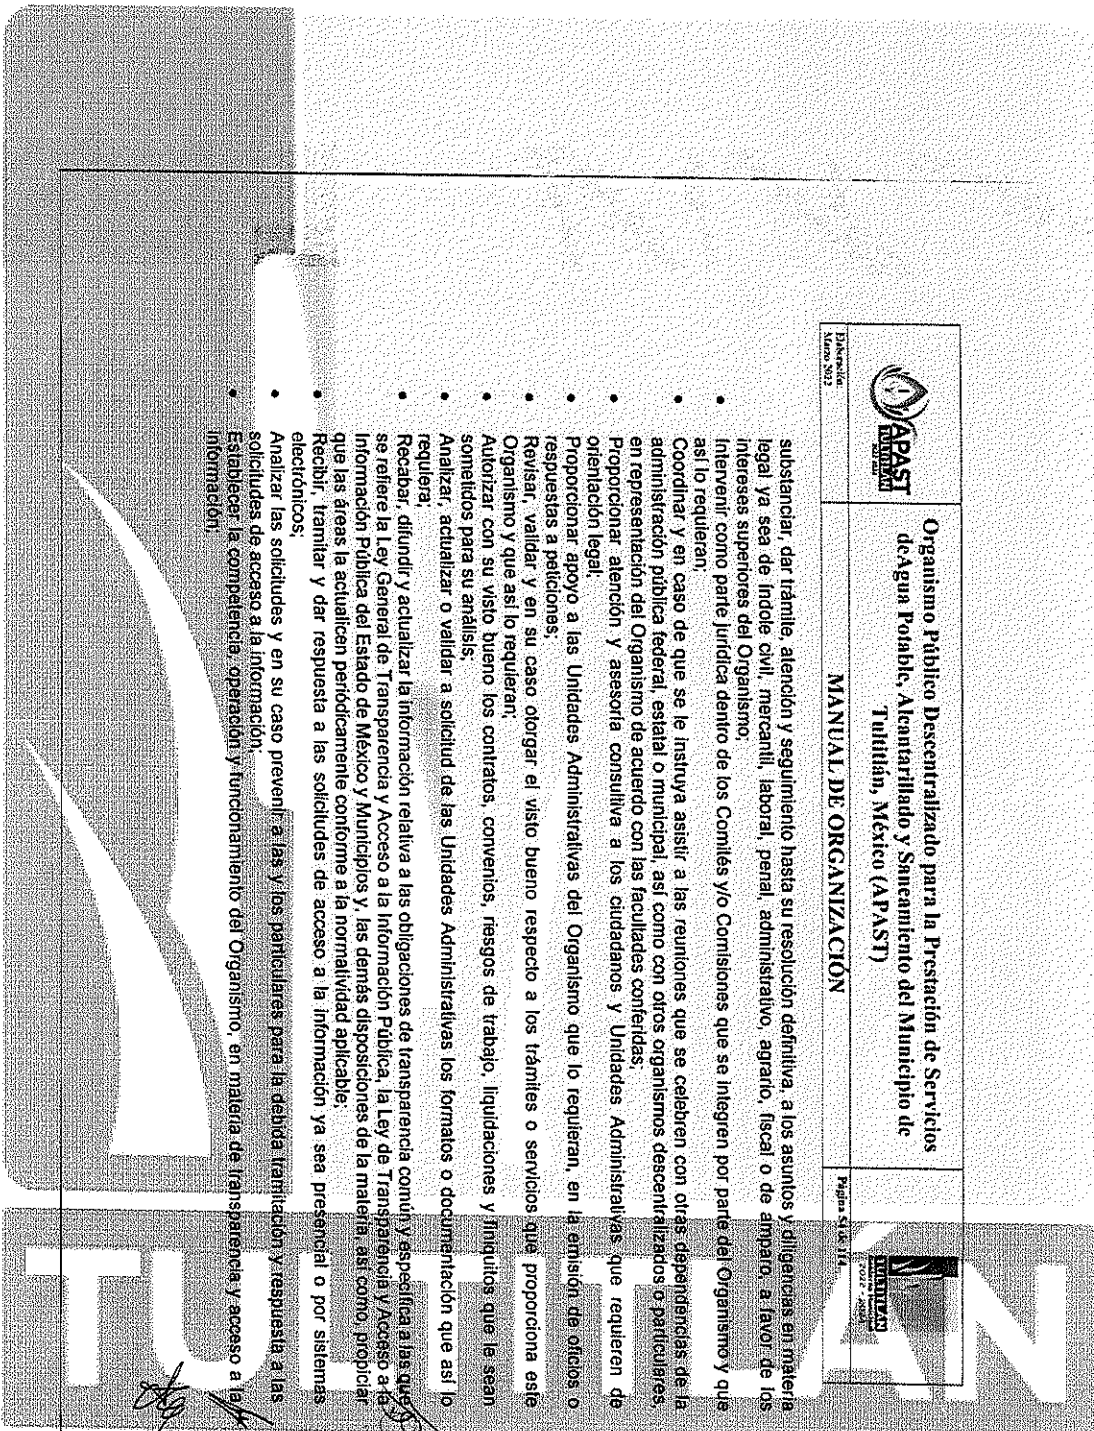 APAST
TULTITLÁN
Organismo Público Descentralizado para la Prestación de Servicios
de Agua Potable, Alcantarillado y Saneamiento del Municipio de
Tultitlán, México (APAST)
TULTITLÁN
2022 - 2024
Elaboración:
Marzo 2022
MANUAL DE ORGANIZACIÓN
Página 54 de 114
substanciar, dar trámite, atención y seguimiento hasta su resolución definitiva, a los asuntos y diligencias en materia
legal ya sea de índole civil, mercantil, laboral, penal, administrativo, agrario, fiscal o de amparo, a favor de los
intereses superiores del Organismo;
• Intervenir como parte jurídica dentro de los Comités y/o Comisiones que se integren por parte del Organismo y que
así lo requieran;
• Coordinar y en caso de que se le instruya asistir a las reuniones que se celebren con otras dependencias de la
administración pública federal, estatal o municipal, así como con otros organismos descentralizados o particulares,
en representación del Organismo de acuerdo con las facultades conferidas;
• Proporcionar atención y asesoría consultiva a los ciudadanos y Unidades Administrativas que requieren de
orientación legal;
• Proporcionar apoyo a las Unidades Administrativas del Organismo que lo requieran, en la emisión de oficios o
respuestas a peticiones;
• Revisar, validar y en su caso otorgar el visto bueno respecto a los trámites o servicios que proporciona este
Organismo y que así lo requieran;
• Autorizar con su visto bueno los contratos, convenios, riesgos de trabajo, liquidaciones y finiquitos que le sean
sometidos para su análisis;
• Analizar, actualizar o validar a solicitud de las Unidades Administrativas los formatos o documentación que así lo
requiera;
• Recabar, difundir y actualizar la información relativa a las obligaciones de transparencia común y específica a las que
se refiere la Ley General de Transparencia y Acceso a la Información Pública, la Ley de Transparencia y Acceso a la
Información Pública del Estado de México y Municipios y, las demás disposiciones de la materia, así como, propiciar
que las áreas la actualicen periódicamente conforme a la normatividad aplicable;
• Recibir, tramitar y dar respuesta a las solicitudes de acceso a la información ya sea presencial o por sistemas
electrónicos;
• Analizar las solicitudes y en su caso prevenir a las y los particulares para la debida tramitación y respuesta a las
solicitudes de acceso a la información;
• Establecer la competencia, operación y funcionamiento del Organismo, en materia de transparencia y acceso a la
información;
TULTITLÁN